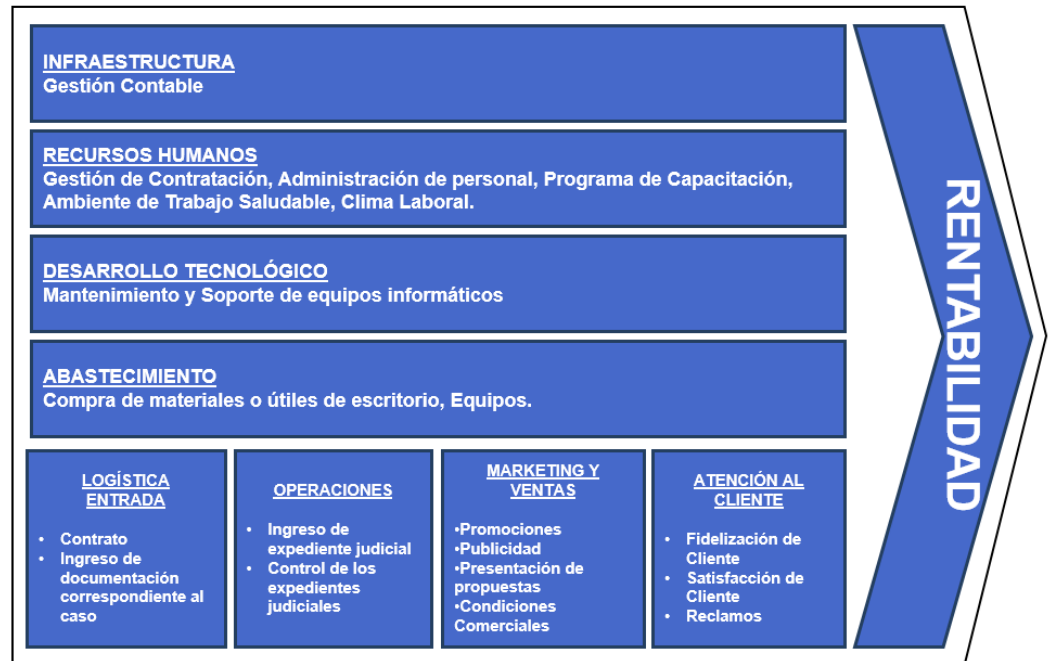 INFRAESTRUCTURA
Gestión Contable
RECURSOS HUMANOS
Gestión de Contratación, Administración de personal, Programa de Capacitación,
Ambiente de Trabajo Saludable, Clima Laboral.
DESARROLLO TECNOLÓGICO
Mantenimiento y Soporte de equipos informáticos
ABASTECIMIENTO
Compra de materiales o útiles de escritorio, Equipos.
LOGÍSTICA
ENTRADA
• Contrato
• Ingreso de
documentación
correspondiente al
caso
OPERACIONES
• Ingreso de
expediente judicial
• Control de los
expedientes
judiciales
MARKETING Y
VENTAS
•Promociones
•Publicidad
•Presentación de
propuestas
•Condiciones
Comerciales
ATENCIÓN AL
CLIENTE
• Fidelización de
Cliente
• Satisfacción de
Cliente
• Reclamos
RENTABILIDAD